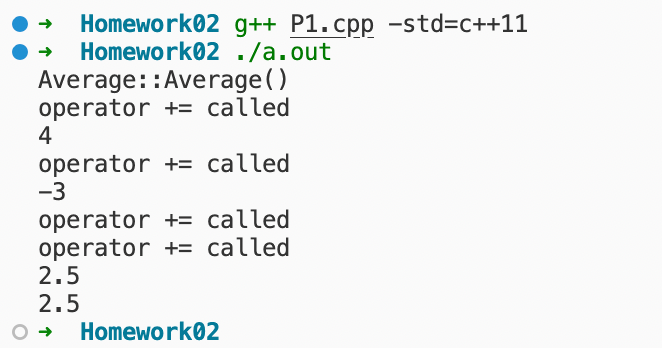 ➜ Homework02 g++ P1.cpp -std=c++11
➜ Homework02 ./a.out
Average::Average()
operator += called
4
operator += called
-3
operator += called
operator += called
2.5
2.5
➜ Homework02